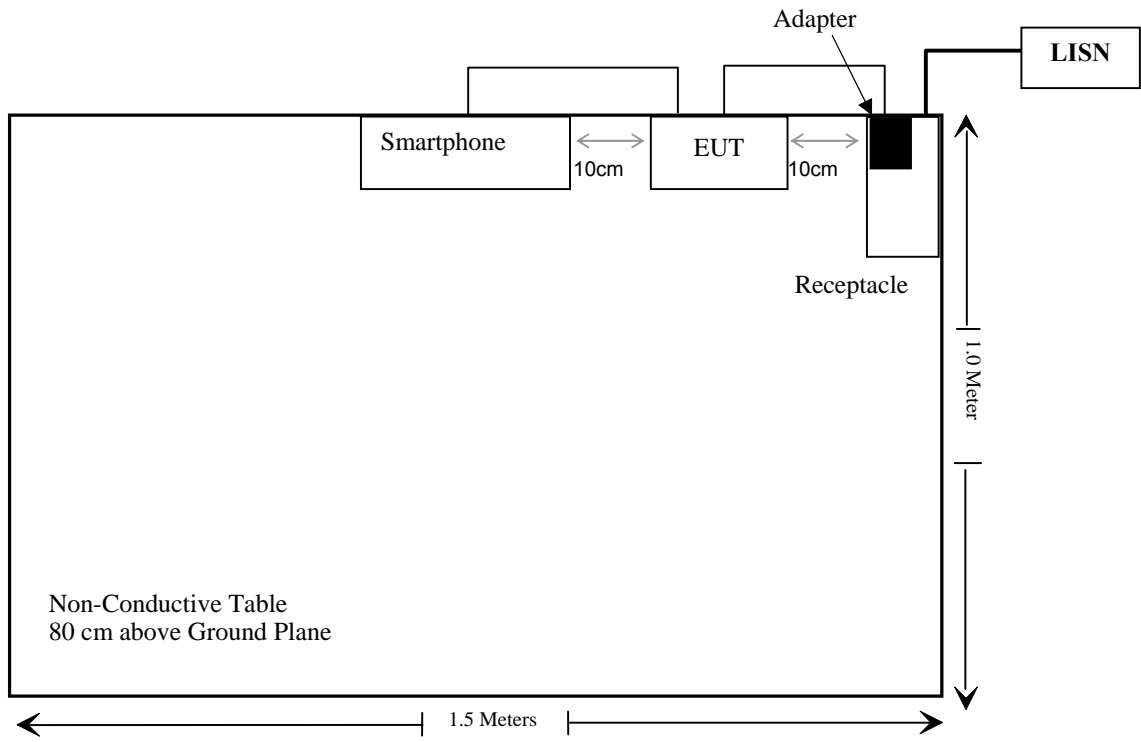 Adapter
LISN
Smartphone
EUT
10cm
10cm
Receptacle
1.0 Meter
Non-Conductive Table
80 cm above Ground Plane
1.5 Meters